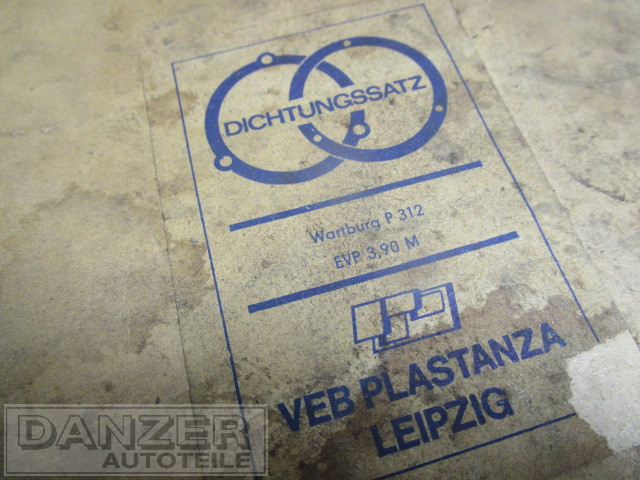 DICHTUNGSSATZ
Wartburg P 312
EVP 3,90 M
VEB PLASTANZA
LEIPZIG
DANZER
AUTOTEILE